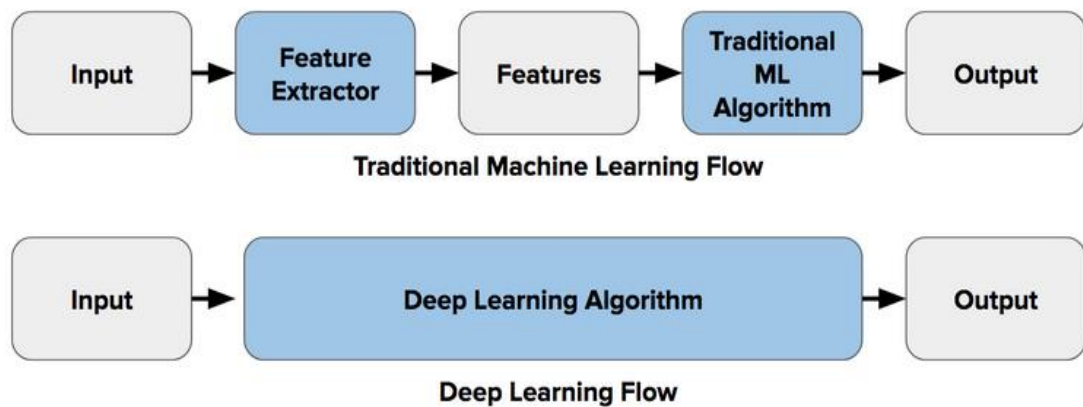 Input
Feature
Extractor
Features
Traditional
ML
Algorithm
Output
Traditional Machine Learning Flow
Input
Deep Learning Algorithm
Output
Deep Learning Flow